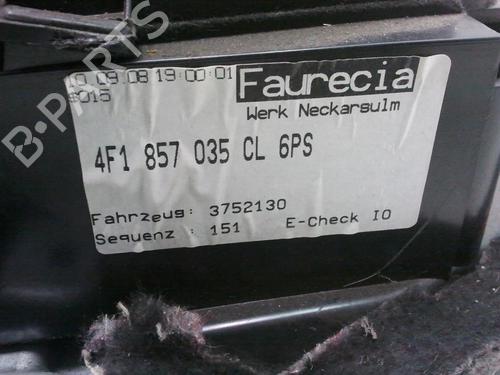 B-PARTS
10 09.08 19:00:01
#015
Faurecia
Werk Neckarsulm
4F1 857 035 CL 6PS
Fahrzeug: 3752130
Sequenz : 151 E-Check IO